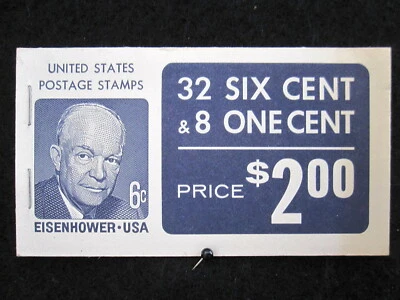 UNITED STATES
POSTAGE STAMPS
6c
EISENHOWER·USA
32 SIX CENT
& 8 ONE CENT
PRICE $2.00